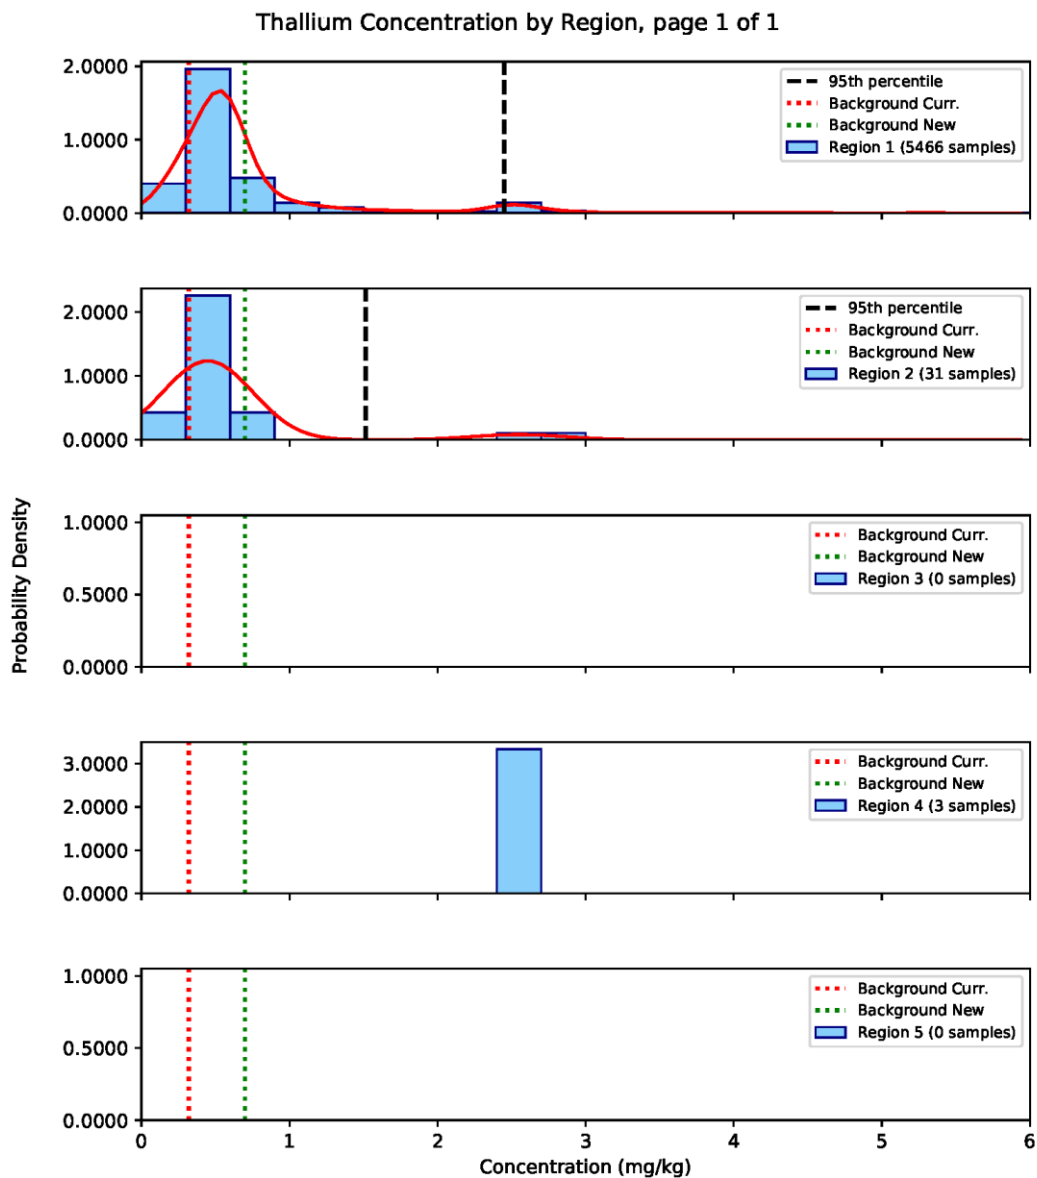 Thallium Concentration by Region, page 1 of 1
2.0000
1.0000
0.0000
95th percentile
Background Curr.
Background New
Region 1 (5466 samples)
2.0000
1.0000
0.0000
95th percentile
Background Curr.
Background New
Region 2 (31 samples)
Probability Density
1.0000
0.5000
0.0000
Background Curr.
Background New
Region 3 (0 samples)
3.0000
2.0000
1.0000
0.0000
Background Curr.
Background New
Region 4 (3 samples)
1.0000
0.5000
0.0000
Background Curr.
Background New
Region 5 (0 samples)
0 1 2 3 4 5 6
Concentration (mg/kg)